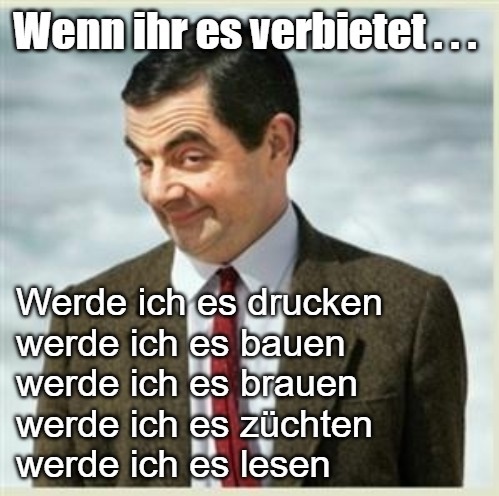 Wenn ihr es verbietet . . .
Werde ich es drucken
werde ich es bauen
werde ich es brauen
werde ich es züchten
werde ich es lesen